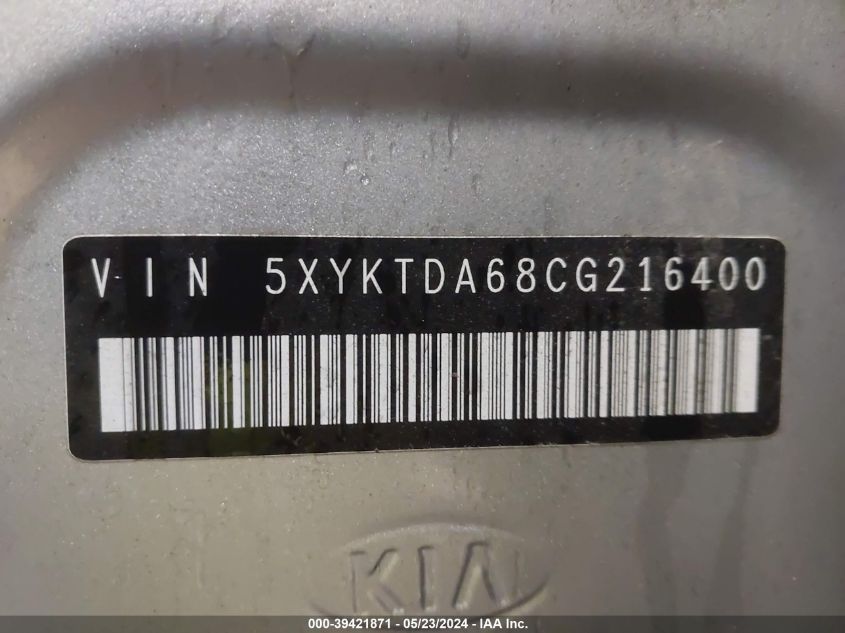 VIN 5XYKTDA68CG216400
KIA
000-39421871 - 05/23/2024 - IAA Inc.